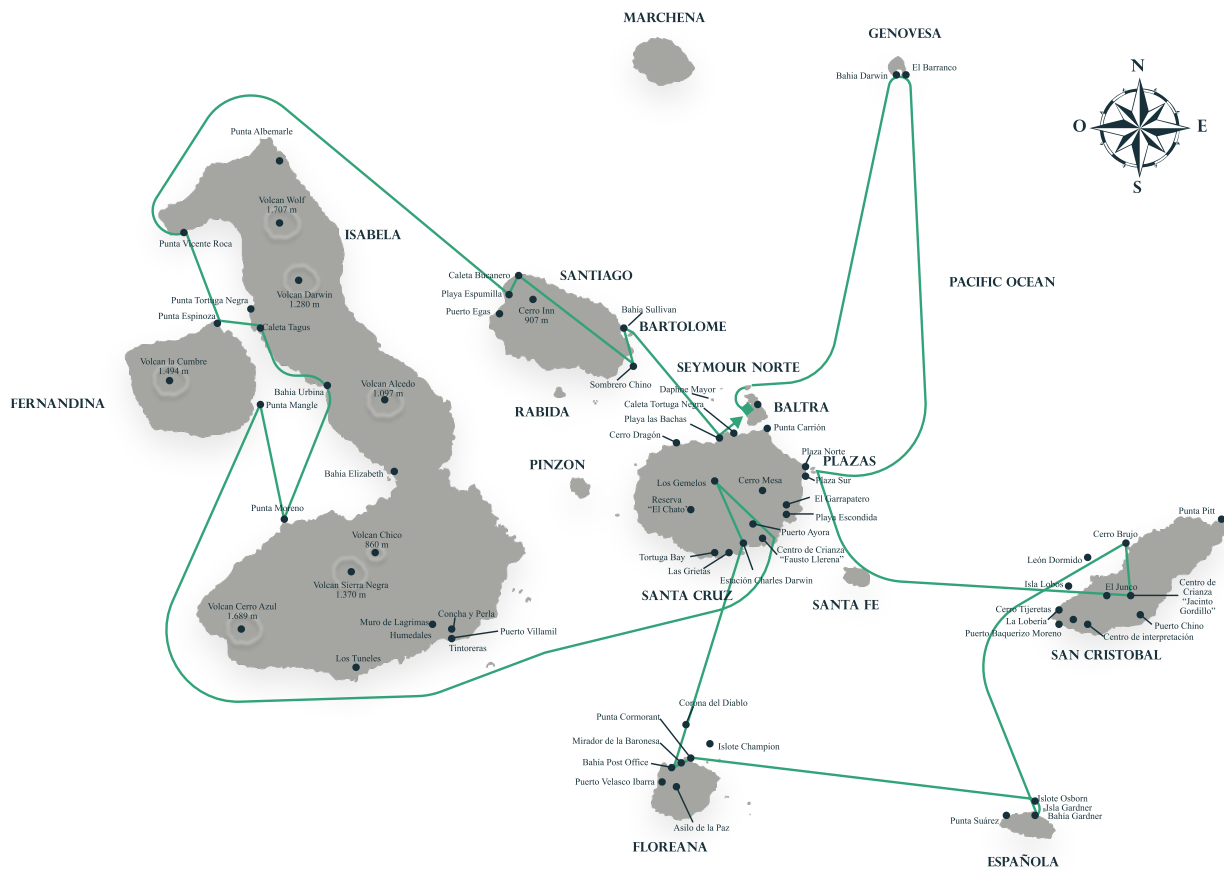 MARCHENA
GENOVESA
Bahia Darwin
El Barranco
N
O
E
S
Punta Albemarle
Volcan Wolf
1.707 m
ISABELA
Punta Vicente Roca
Volcan Darwin
1.280 m
Punta Tortuga Negra
Punta Espinoza
Caleta Tagus
Caleta Bucanero
SANTIAGO
Playa Espumilla
Puerto Egas
Cerro Inn
907 m
Bahía Sullivan
BARTOLOME
Sombrero Chino
PACIFIC OCEAN
SEYMOUR NORTE
Daphne Mayor
Caleta Tortuga Negra
Playa las Bachas
Cerro Dragón
BALTRA
Punta Carrión
Volcan la Cumbre
1.494 m
FERNANDINA
Bahia Urbina
Punta Mangle
Volcan Alcedo
1.097 m
RABIDA
PINZON
Bahia Elizabeth
Punta Moreno
Plaza Norte
PLAZAS
Plaza Sur
Los Gemelos
Cerro Mesa
Reserva
“El Chato”
El Garrapatero
Playa Escondida
Puerto Ayora
Centro de Crianza
“Fausto Llerena”
Tortuga Bay
Las Grietas
Estación Charles Darwin
SANTA CRUZ
SANTA FE
Volcan Chico
860 m
Volcan Sierra Negra
1.370 m
Volcan Cerro Azul
1.689 m
Concha y Perla
Muro de Lagrimas
Humedales
Puerto Villamil
Tintoreras
Los Tuneles
Punta Pitt
Cerro Brujo
León Dormido
Isla Lobos
El Junco
Centro de
Crianza
“Jacinto
Gordillo”
Cerro Tijeretas
La Loberia
Puerto Baquerizo Moreno
Puerto Chino
Centro de interpretación
SAN CRISTOBAL
Corona del Diablo
Punta Cormorant
Mirador de la Baronesa
Islote Champion
Bahia Post Office
Puerto Velasco Ibarra
Asilo de la Paz
FLOREANA
Islote Osborn
Isla Gardner
Bahía Gardner
Punta Suárez
ESPAÑOLA